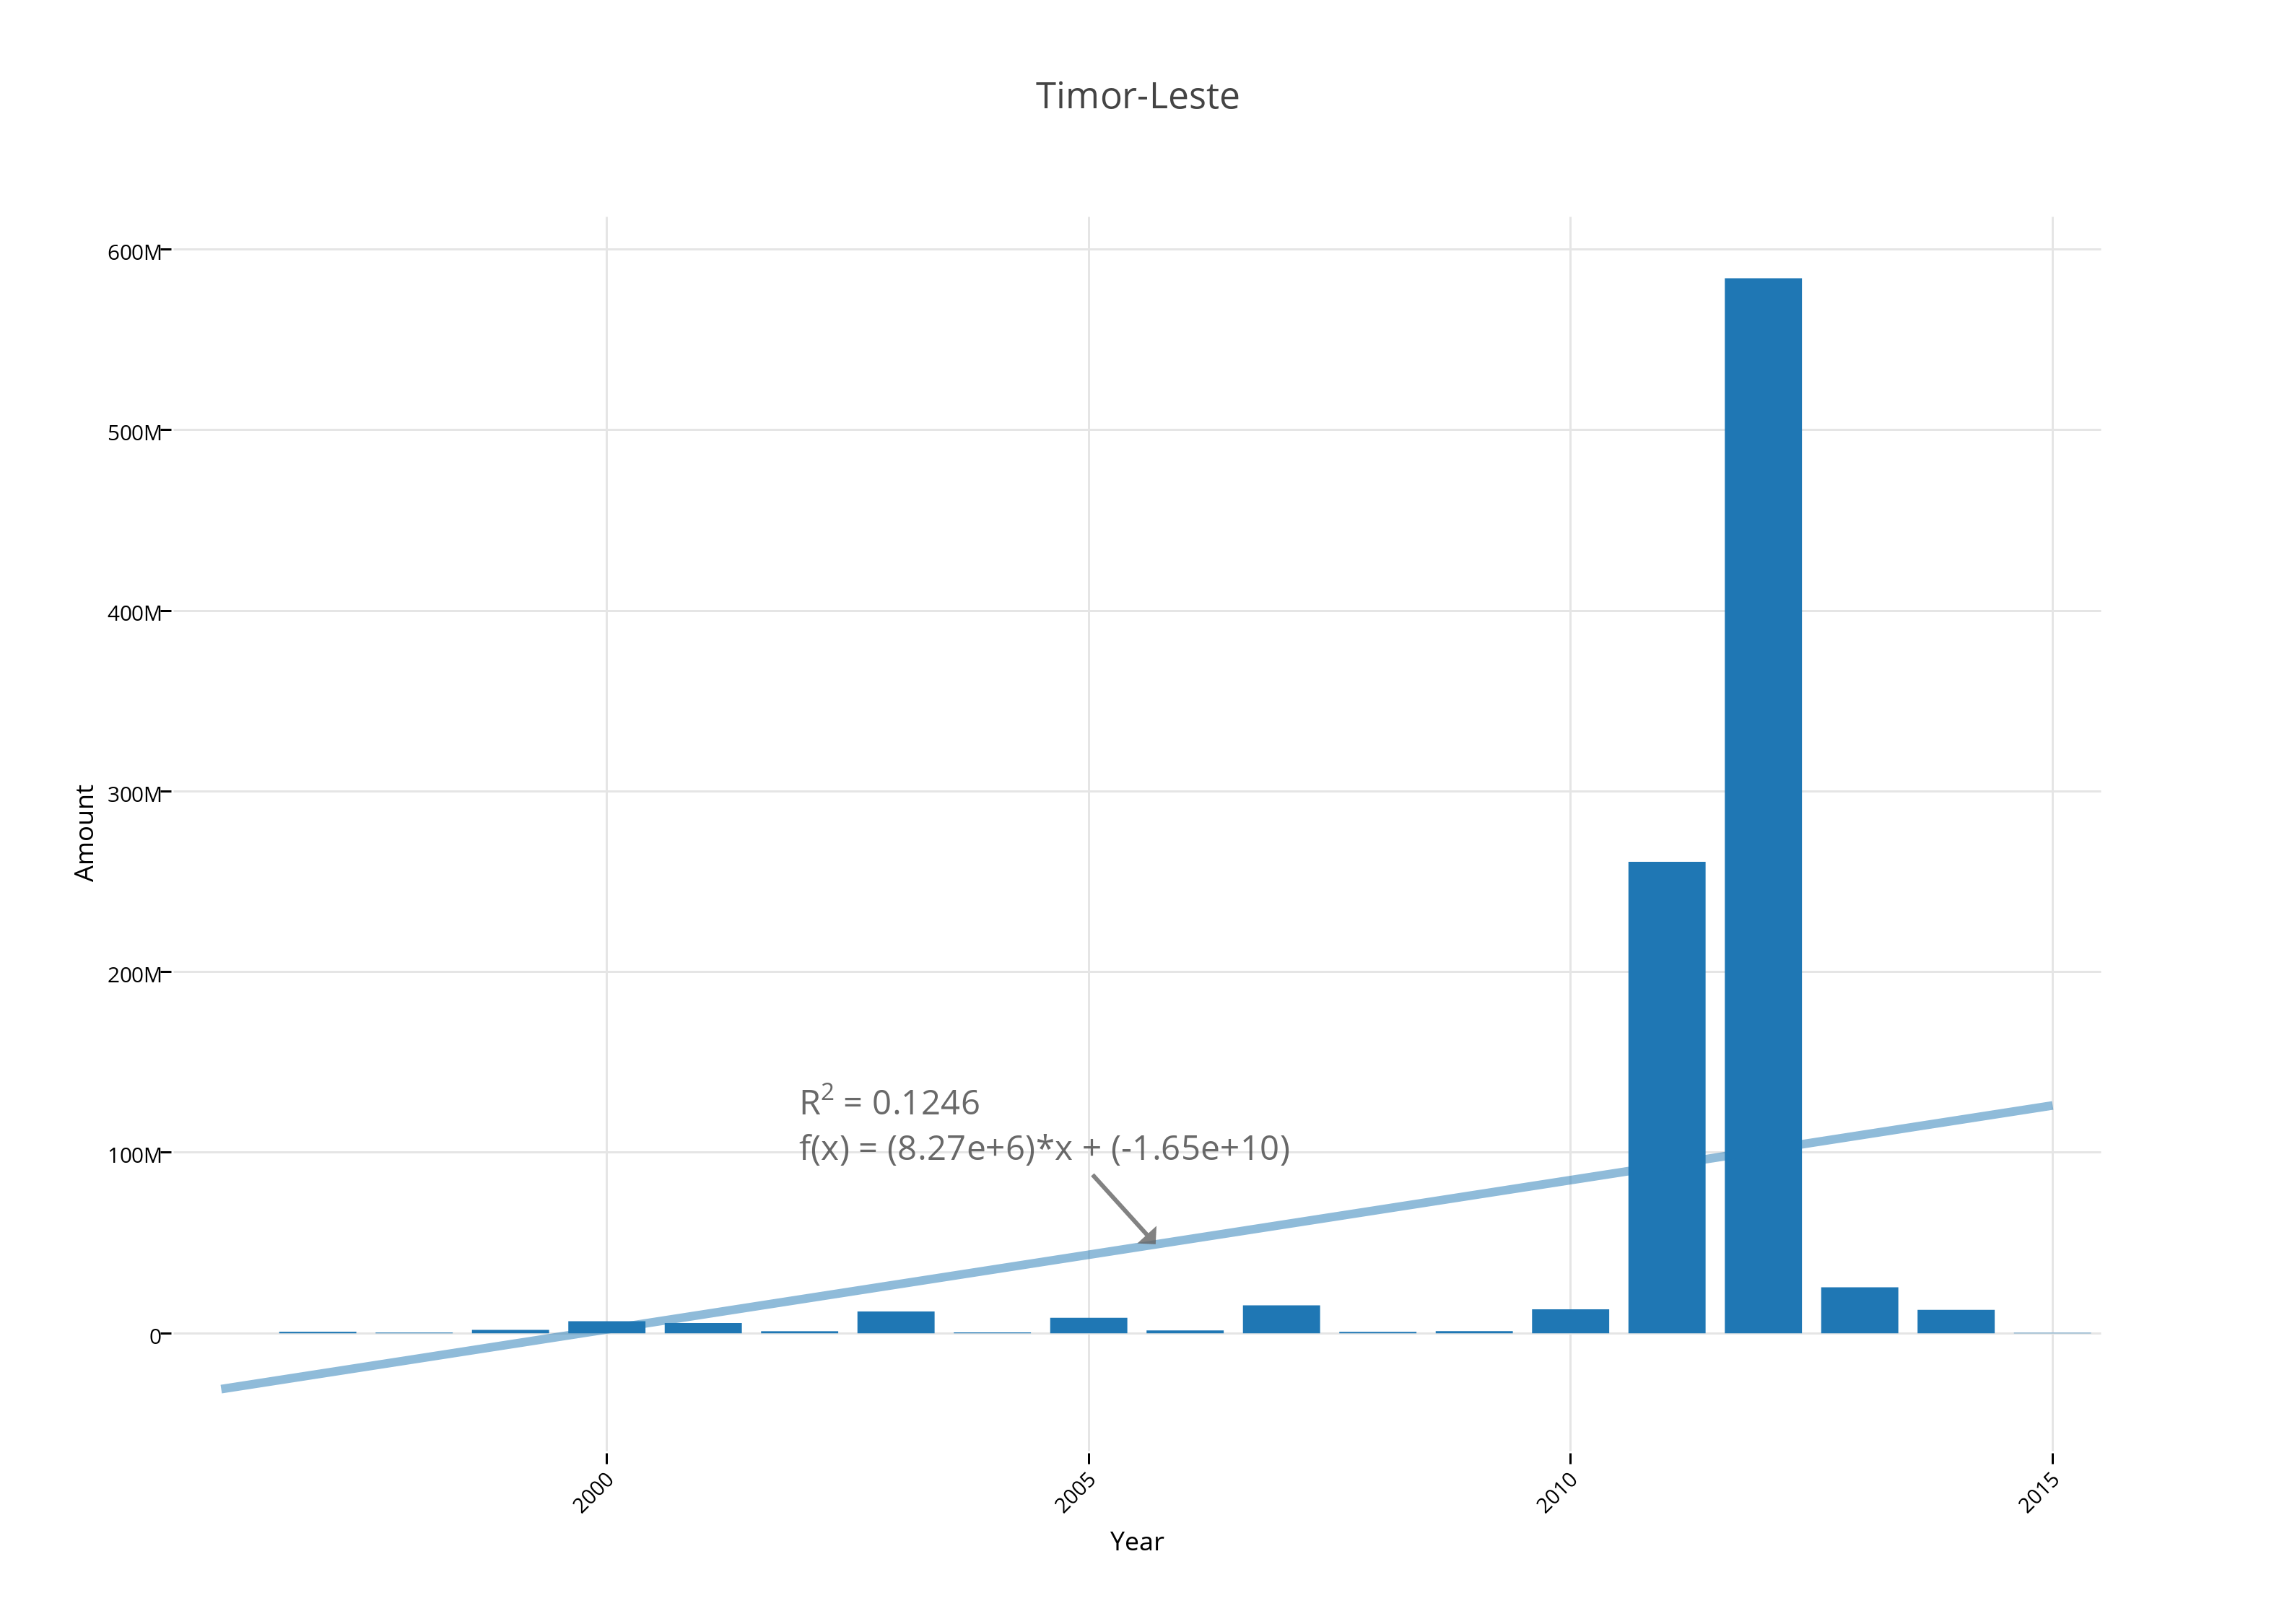 Timor-Leste
600M
500M
400M
300M
200M
100M
0
Amount
R² = 0.1246
f(x) = (8.27e+6)*x + (-1.65e+10)
2000
2005
2010
2015
Year